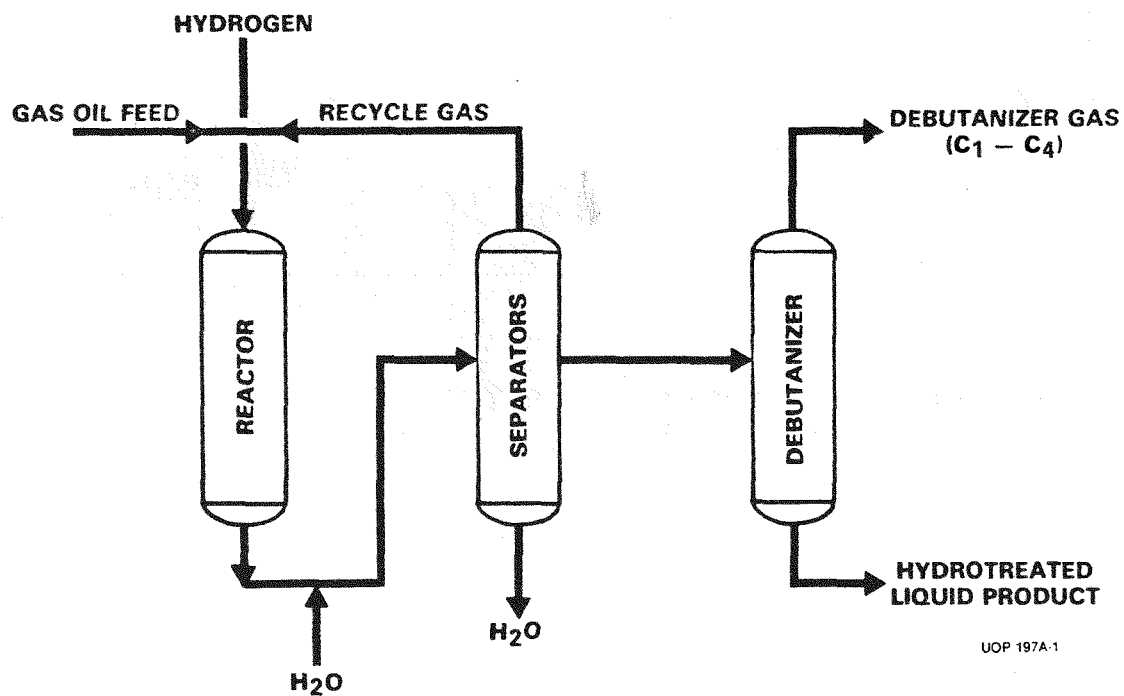 HYDROGEN
GAS OIL FEED
RECYCLE GAS
DEBUTANIZER GAS
(C₁ – C₄)
REACTOR
SEPARATORS
DEBUTANIZER
HYDROTREATED
LIQUID PRODUCT
H₂O
H₂O
UOP 197A-1